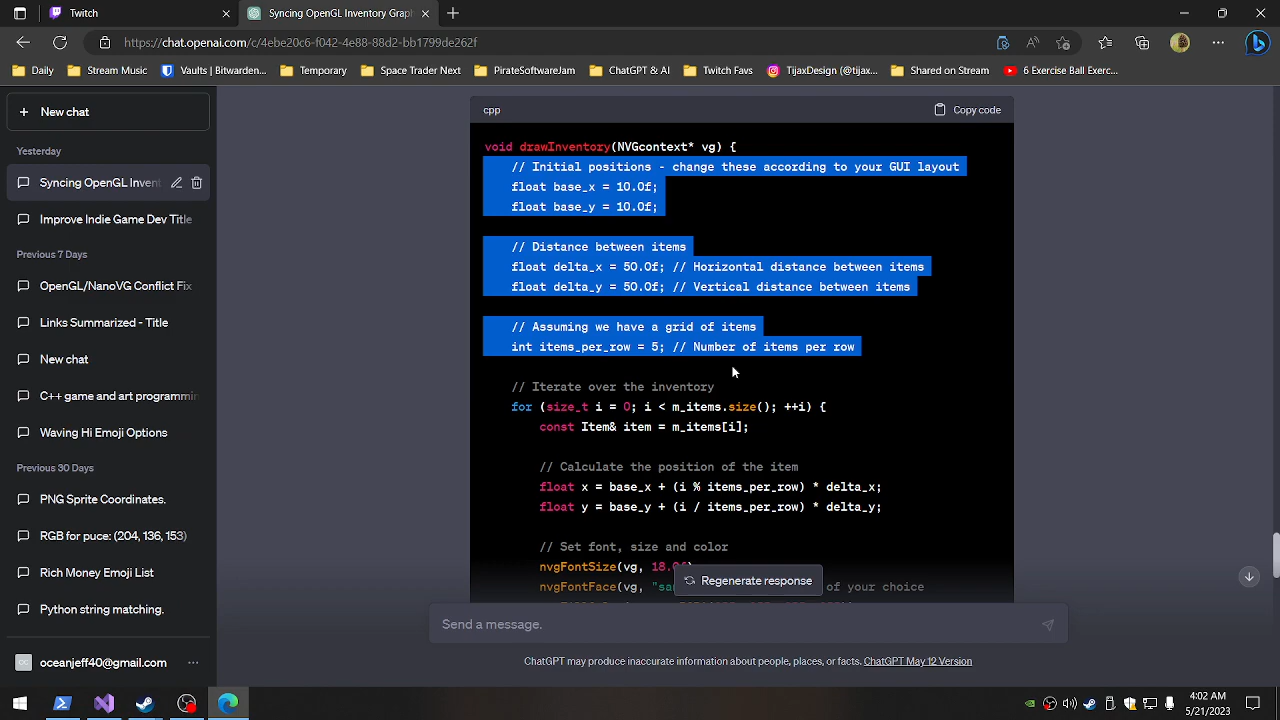 Twitch
Syncing OpenGL Inventory Grap
https://chat.openai.com/c/4ebe20e6-f042-4e88-88d2-bb1799de262f
Daily
Stream Music
Vaults | Bitwarden...
Temporary
Space Trader Next
PirateSoftwareJam
ChatGPT & AI
Twitch Favs
TijaxDesign (@tijax...
Shared on Stream
6 Exercise Ball Exerc...
New chat
Yesterday
Syncing OpenGL Invent
Improve Indie Game Dev Title
Previous 7 Days
OpenGL/NanoVG Conflict Fix
Links Summarized - Title
New chat
C++ game and art programmin
Waving Hi Emoji Options
Previous 30 Days
PNG Sprite Coordinates.
RGB for puce: (204, 136, 153)
Rich Money Emoji List
Python string matching.
oceanjeff40@gmail.com
cpp
Copy code
void drawInventory(NVGcontext* vg) {
// Initial positions - change these according to your GUI layout
float base_x = 10.0f;
float base_y = 10.0f;
// Distance between items
float delta_x = 50.0f; // Horizontal distance between items
float delta_y = 50.0f; // Vertical distance between items
// Assuming we have a grid of items
int items_per_row = 5; // Number of items per row
// Iterate over the inventory
for (size_t i = 0; i < m_items.size(); ++i) {
const Item& item = m_items[i];
// Calculate the position of the item
float x = base_x + (i % items_per_row) * delta_x;
float y = base_y + (i / items_per_row) * delta_y;
// Set font, size and color
nvgFontSize(vg, 18.0f)
nvgFontFace(vg, "sa of your choice
Regenerate response
Send a message.
ChatGPT may produce inaccurate information about people, places, or facts. ChatGPT May 12 Version
4:02 AM
5/21/2023